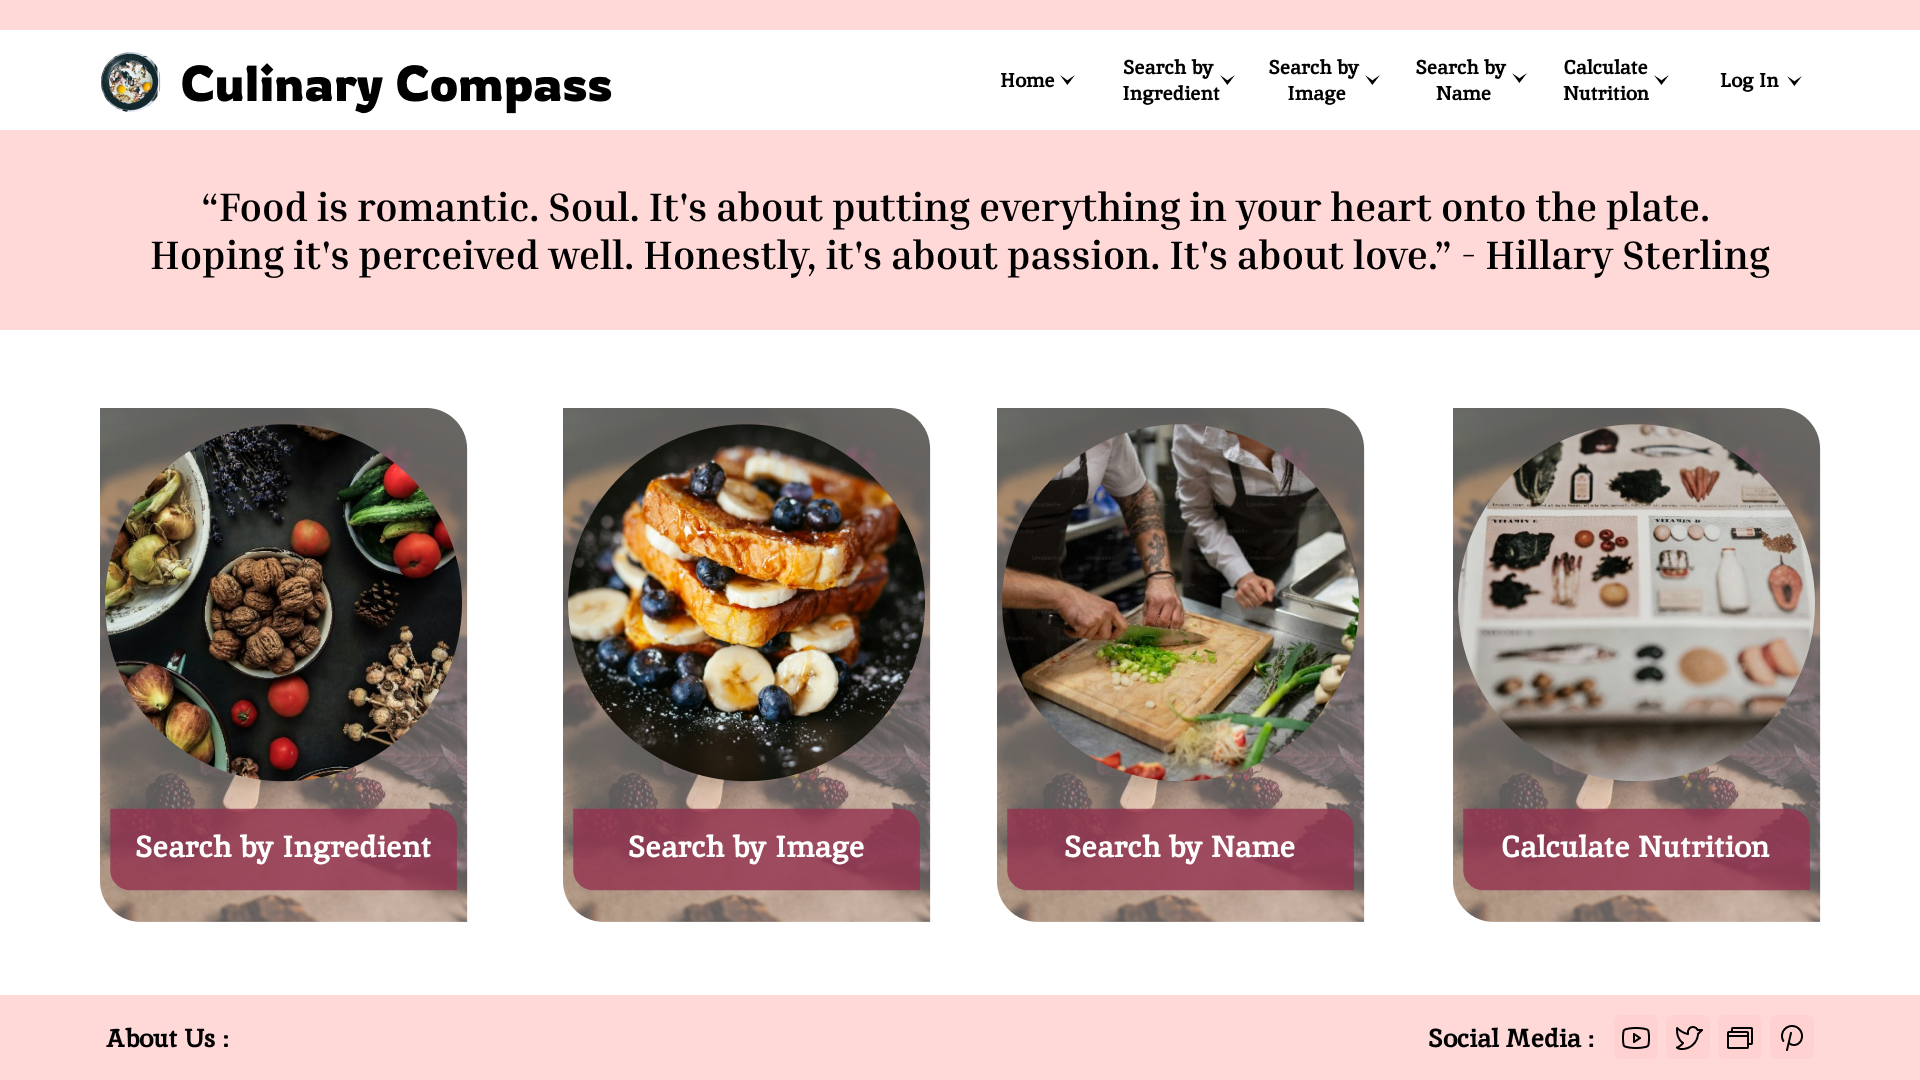 Culinary Compass
Home
Search by
Ingredient
Search by
Image
Search by
Name
Calculate
Nutrition
Log In
“Food is romantic. Soul. It's about putting everything in your heart onto the plate.
Hoping it's perceived well. Honestly, it's about passion. It's about love.” - Hillary Sterling
VITAMIN C
VITAMIN D
Search by Ingredient
Search by Image
Search by Name
Calculate Nutrition
About Us :
Social Media :